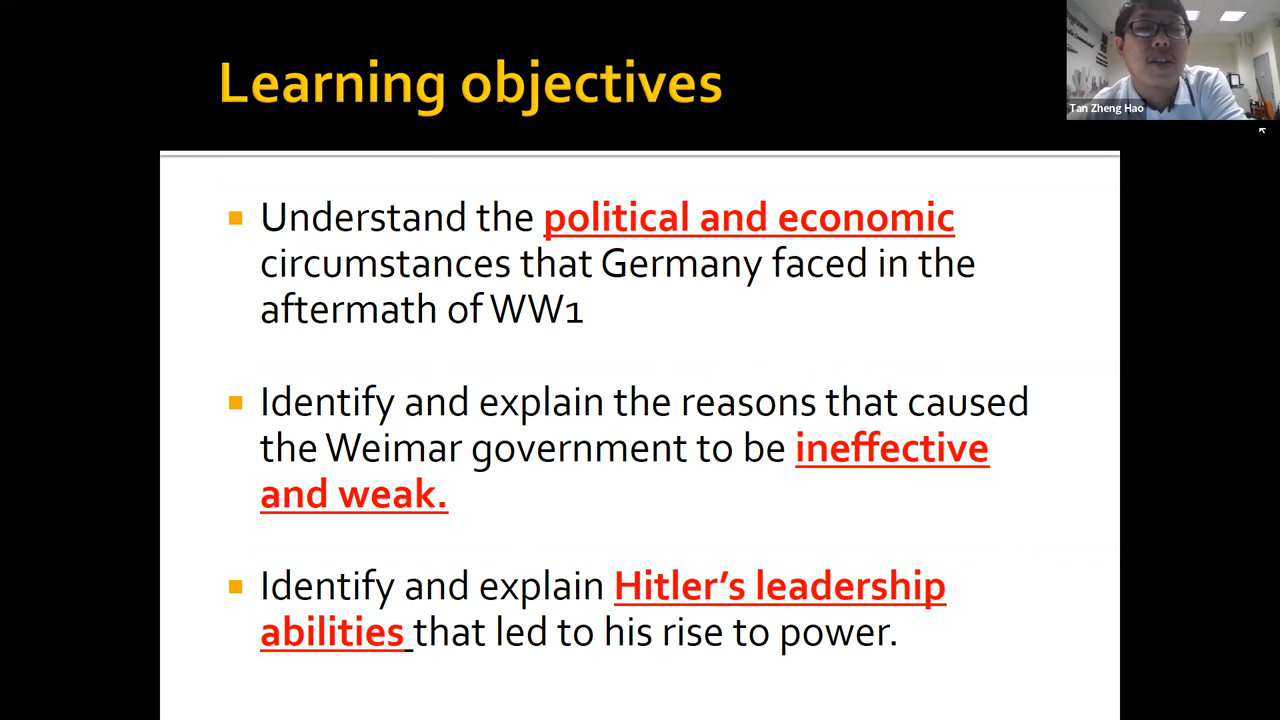 Learning objectives
Tan Zheng Hao
Understand the political and economic
circumstances that Germany faced in the
aftermath of WW1
Identify and explain the reasons that caused
the Weimar government to be ineffective
and weak.
Identify and explain Hitler’s leadership
abilities that led to his rise to power.